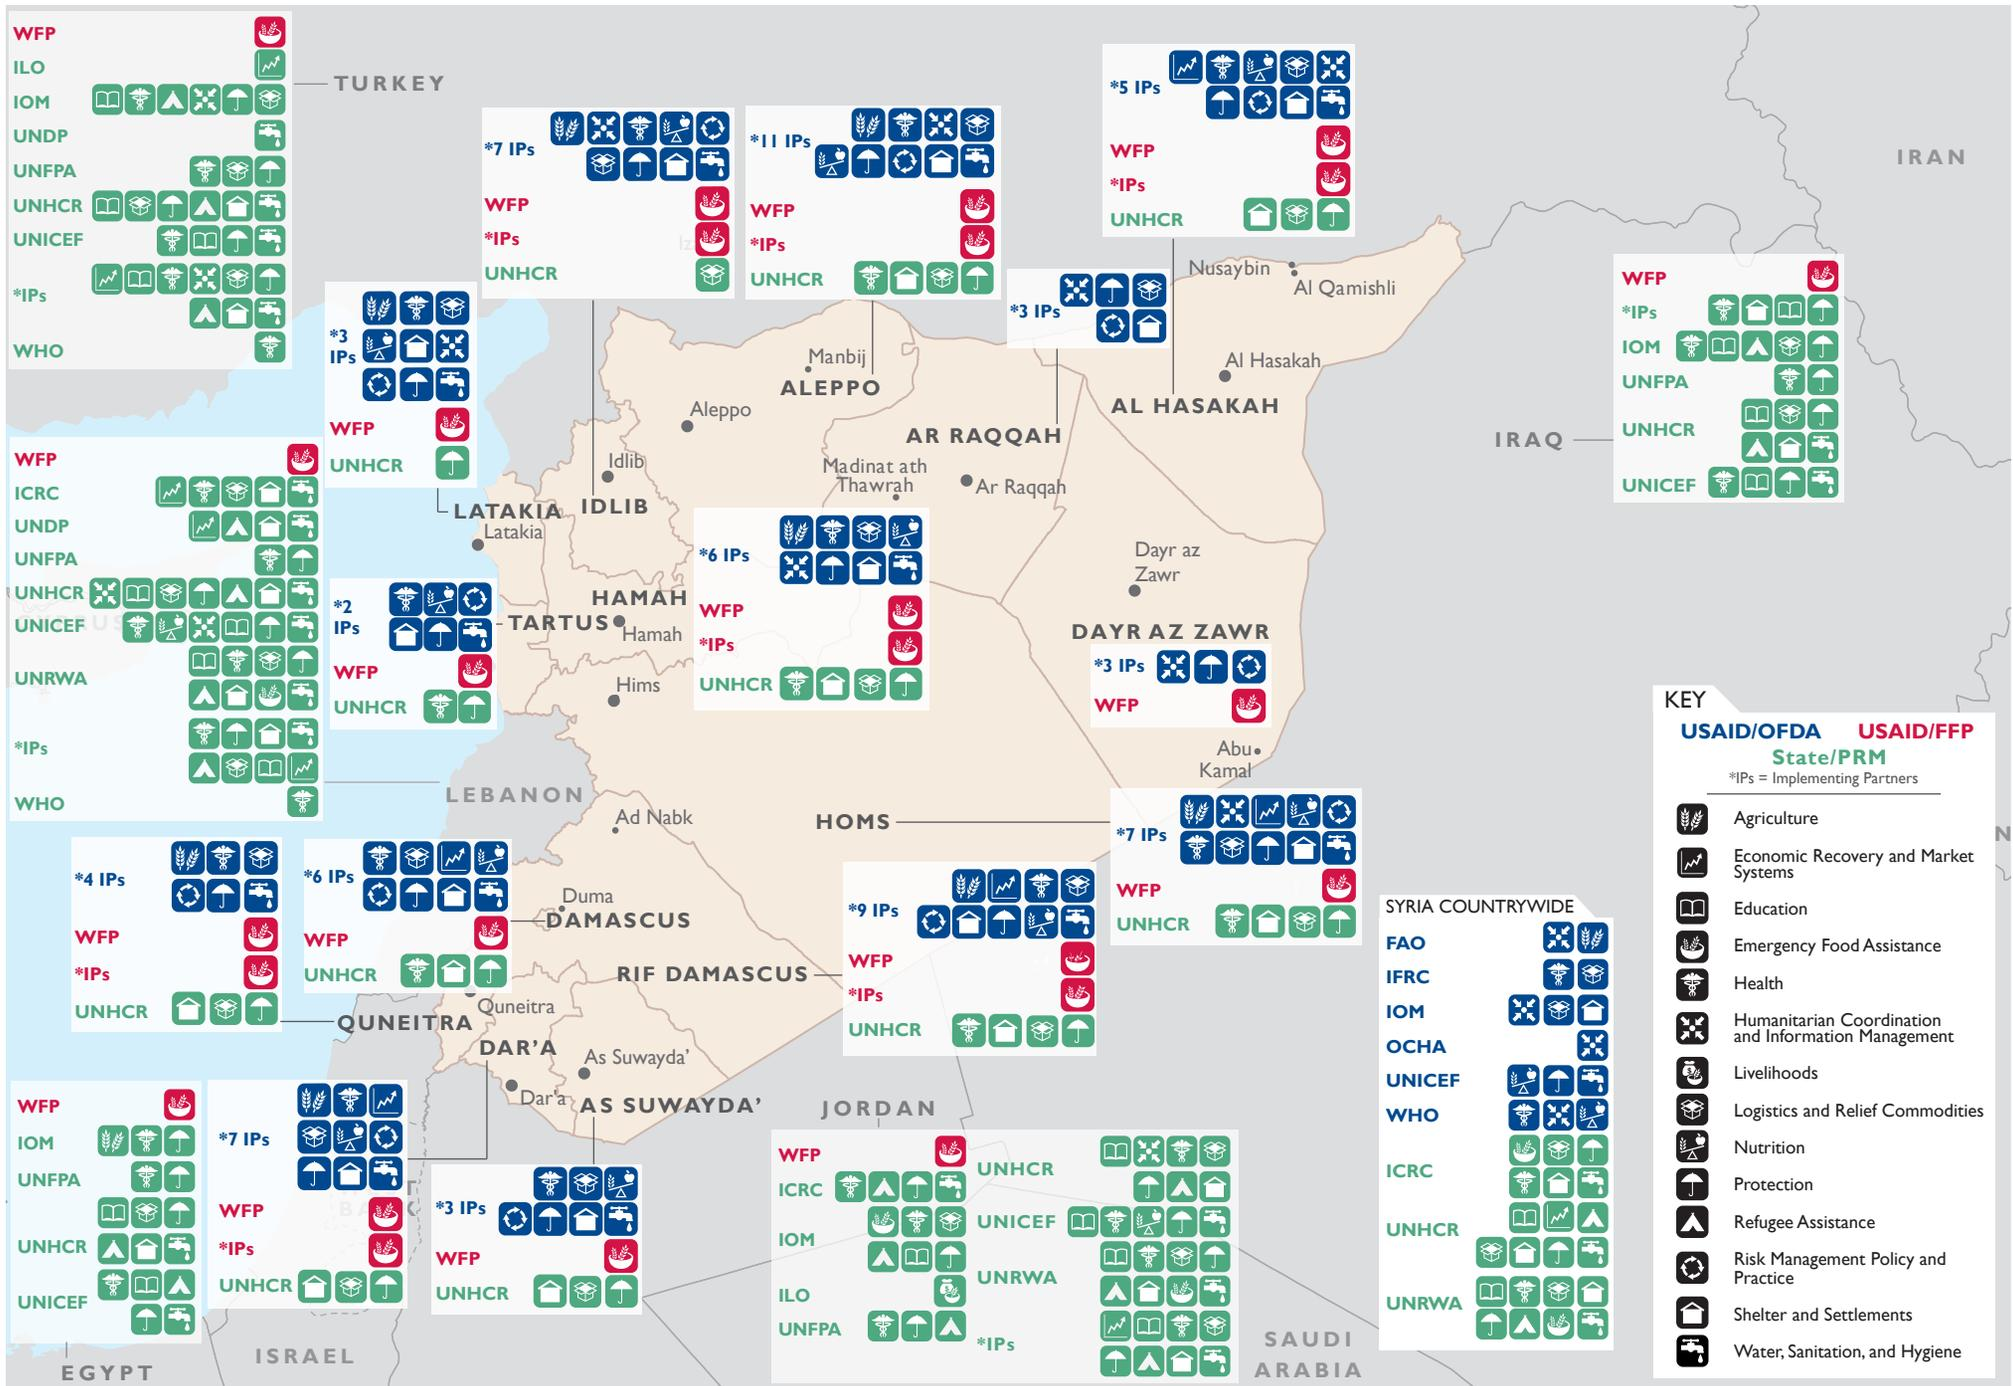 WFP
ILO
IOM
UNDP
UNFPA
UNHCR
UNICEF
*IPs
WHO
TURKEY
*7 IPs
WFP
*IPs
UNHCR
*11 IPs
WFP
*IPs
UNHCR
*5 IPs
WFP
*IPs
UNHCR
IRAN
*3
IPs
WFP
UNHCR
*3 IPs
Nusaybin
Al Qamishli
WFP
*IPs
IOM
UNFPA
UNHCR
UNICEF
IRAQ
Manbij
ALEPPO
Aleppo
Al Hasakah
AL HASAKAH
AR RAQQAH
Idlib
Madinat ath
Thawrah
Ar Raqqah
LATAKIA
IDLIB
Latakia
WFP
ICRC
UNDP
UNFPA
UNHCR
UNICEF
UNRWA
*IPs
WHO
*6 IPs
WFP
*IPs
UNHCR
Dayr az
Zawr
*2
IPs
WFP
UNHCR
HAMAH
TARTUS
Hamah
DAYR AZ ZAWR
*3 IPs
WFP
Hims
Abu
Kamal
LEBANON
Ad Nabk
HOMS
*7 IPs
WFP
UNHCR
*4 IPs
WFP
*IPs
UNHCR
*6 IPs
WFP
UNHCR
Duma
DAMASCUS
RIF DAMASCUS
*9 IPs
WFP
*IPs
UNHCR
QUNEITRA
Quneitra
DAR'A
As Suwayda'
Dar'a
AS SUWAYDA'
WFP
IOM
UNFPA
UNHCR
UNICEF
EGYPT
*7 IPs
WFP
*IPs
UNHCR
*3 IPs
WFP
UNHCR
ISRAEL
JORDAN
WFP
ICRC
IOM
ILO
UNFPA
UNHCR
UNICEF
UNRWA
*IPs
SAUDI
ARABIA
SYRIA COUNTRYWIDE
FAO
IFRC
IOM
OCHA
UNICEF
WHO
ICRC
UNHCR
UNRWA
KEY
USAID/OFDA USAID/FFP
State/PRM
*IPs = Implementing Partners
Agriculture
Economic Recovery and Market
Systems
Education
Emergency Food Assistance
Health
Humanitarian Coordination
and Information Management
Livelihoods
Logistics and Relief Commodities
Nutrition
Protection
Refugee Assistance
Risk Management Policy and
Practice
Shelter and Settlements
Water, Sanitation, and Hygiene